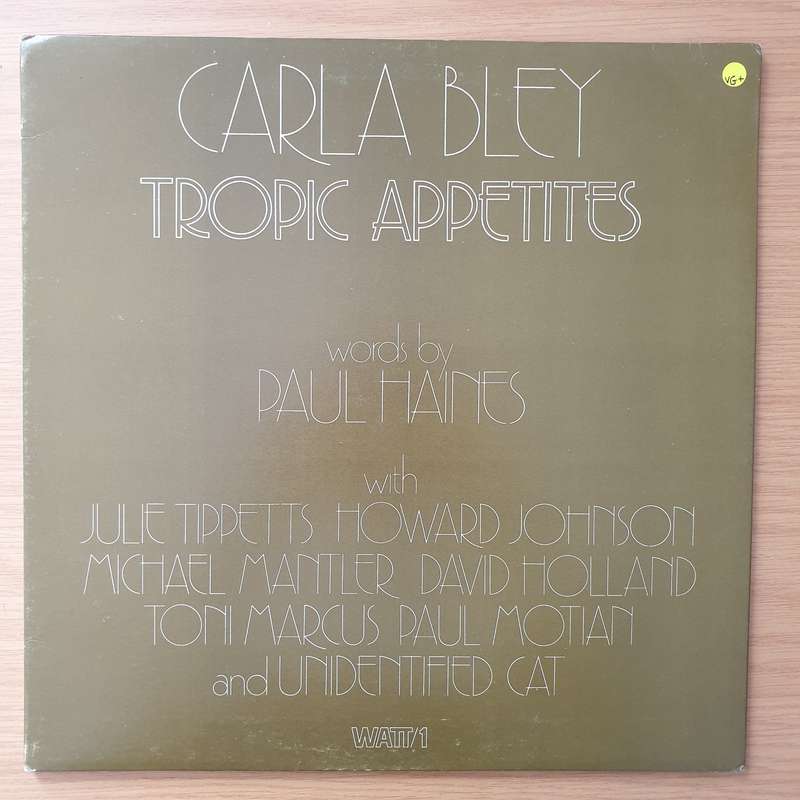 CARLA BLEY
VG+
TROPIC APPETITES
words by
PAUL HAINES
with
JULIE TIPPETTS HOWARD JOHNSON
MICHAEL MANTLER DAVID HOLLAND
TONI MARCUS PAUL MOTIAN
and UNIDENTIFIED CAT
WATT/1